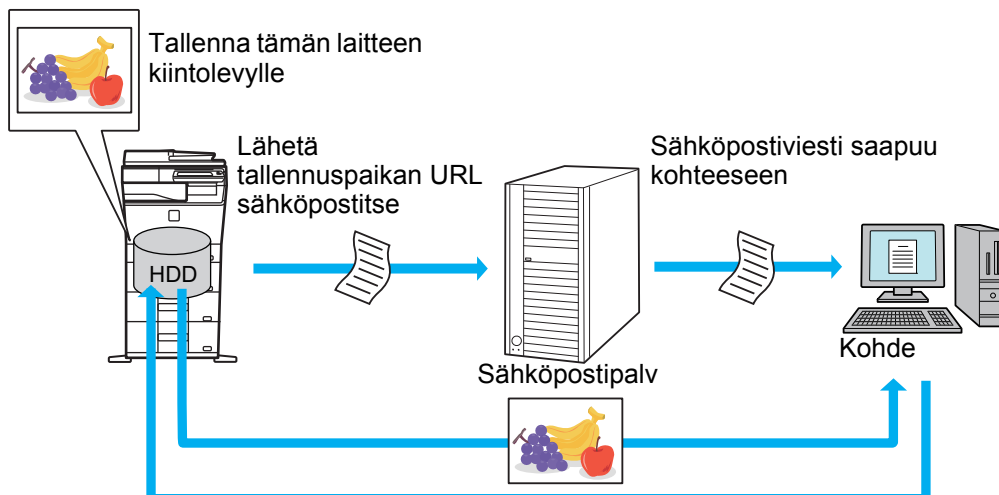 Tallenna tämän laitteen
kiintolevylle
Lähetä
tallennuspaikan URL
sähköpostitse
Sähköpostiviesti saapuu
kohteeseen
HDD
Sähköpostipalv
Kohde